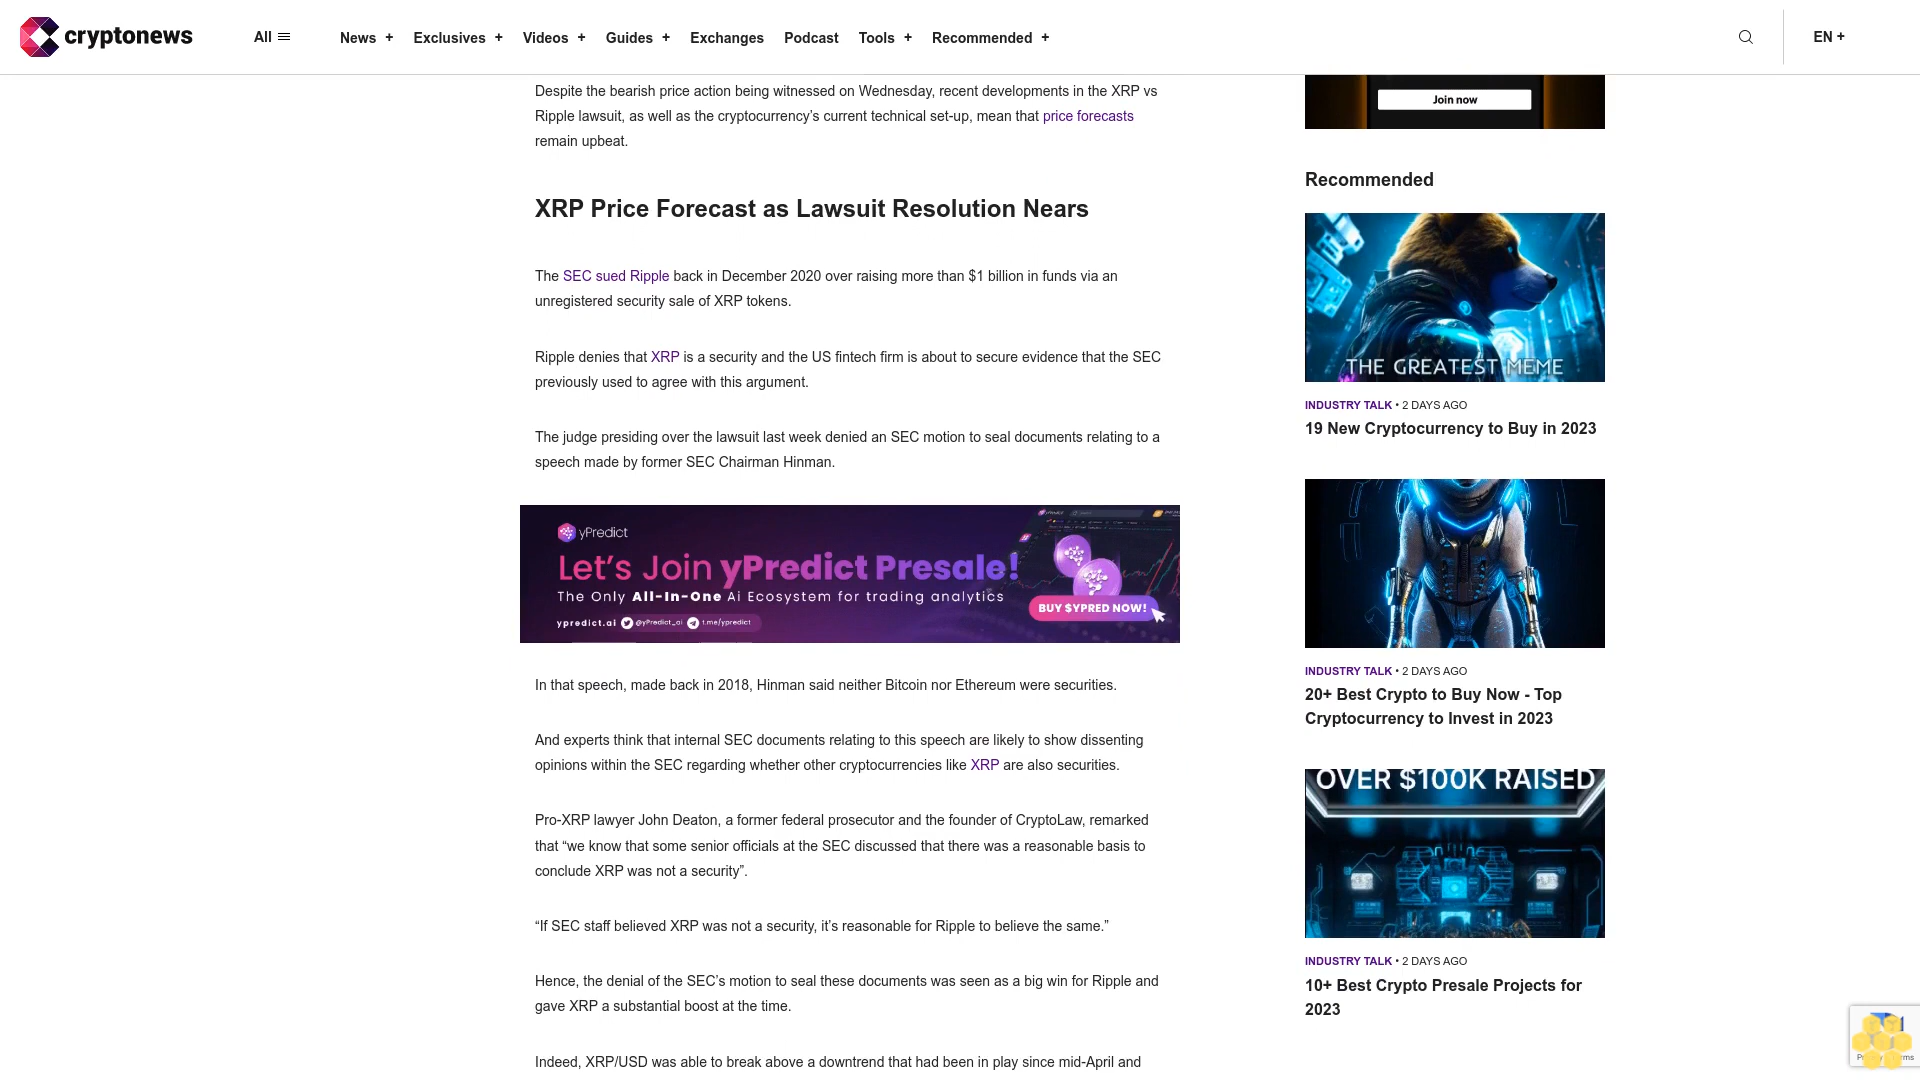 cryptonews
All
News +
Exclusives +
Videos +
Guides +
Exchanges
Podcast
Tools +
Recommended +
EN +
Despite the bearish price action being witnessed on Wednesday, recent developments in the XRP vs
Ripple lawsuit, as well as the cryptocurrency’s current technical set-up, mean that price forecasts
remain upbeat.
XRP Price Forecast as Lawsuit Resolution Nears
The SEC sued Ripple back in December 2020 over raising more than $1 billion in funds via an
unregistered security sale of XRP tokens.
Ripple denies that XRP is a security and the US fintech firm is about to secure evidence that the SEC
previously used to agree with this argument.
The judge presiding over the lawsuit last week denied an SEC motion to seal documents relating to a
speech made by former SEC Chairman Hinman.
yPredict
Let’s Join yPredict Presale!
The Only All-In-One Ai Ecosystem for trading analytics
BUY $YPRED NOW!
ypredict.ai @yPredict_ai t.me/ypredict
In that speech, made back in 2018, Hinman said neither Bitcoin nor Ethereum were securities.
And experts think that internal SEC documents relating to this speech are likely to show dissenting
opinions within the SEC regarding whether other cryptocurrencies like XRP are also securities.
Pro-XRP lawyer John Deaton, a former federal prosecutor and the founder of CryptoLaw, remarked
that “we know that some senior officials at the SEC discussed that there was a reasonable basis to
conclude XRP was not a security”.
“If SEC staff believed XRP was not a security, it’s reasonable for Ripple to believe the same.”
Hence, the denial of the SEC’s motion to seal these documents was seen as a big win for Ripple and
gave XRP a substantial boost at the time.
Indeed, XRP/USD was able to break above a downtrend that had been in play since mid-April and
Join now
Recommended
THE GREATEST MEME
INDUSTRY TALK • 2 DAYS AGO
19 New Cryptocurrency to Buy in 2023
INDUSTRY TALK • 2 DAYS AGO
20+ Best Crypto to Buy Now - Top
Cryptocurrency to Invest in 2023
OVER $100K RAISED
INDUSTRY TALK • 2 DAYS AGO
10+ Best Crypto Presale Projects for
2023